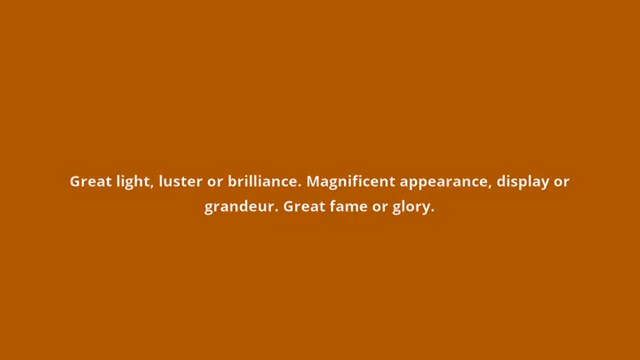 Great light, luster or brilliance. Magnificent appearance, display or
grandeur. Great fame or glory.